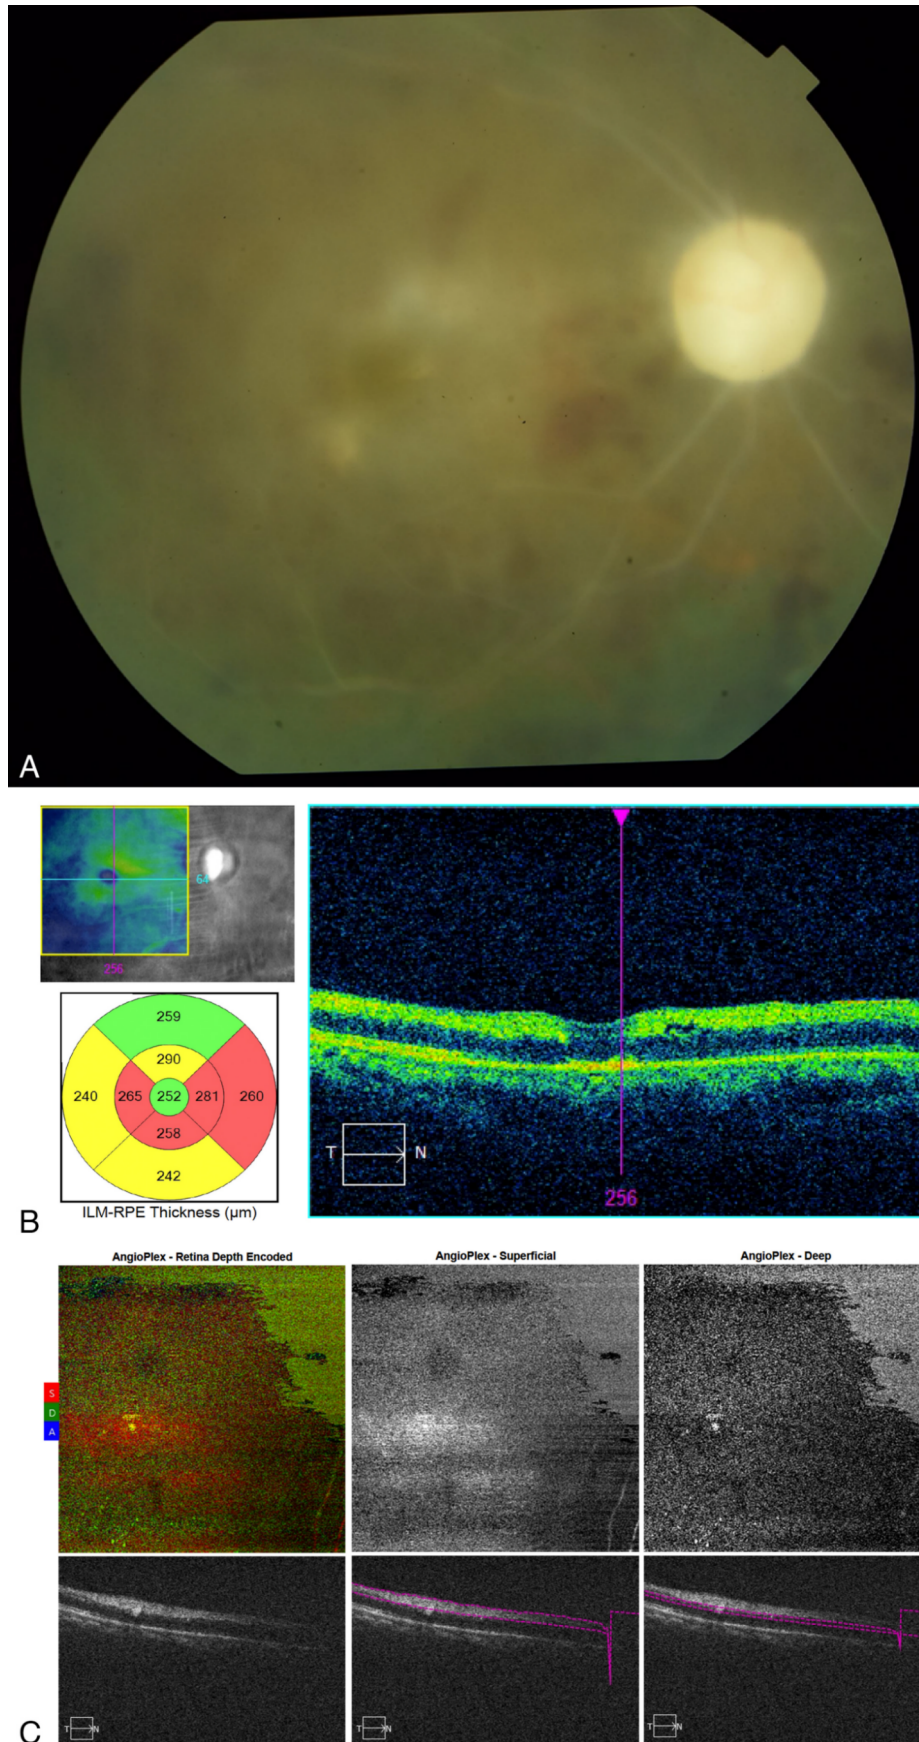 A
64
256
259
290
240
265
252
281
260
258
242
ILM-RPE Thickness (μm)
T
N
256
B
AngioPlex - Retina Depth Encoded
AngioPlex - Superficial
AngioPlex - Deep
S
D
A
T
N
T
N
T
N
C